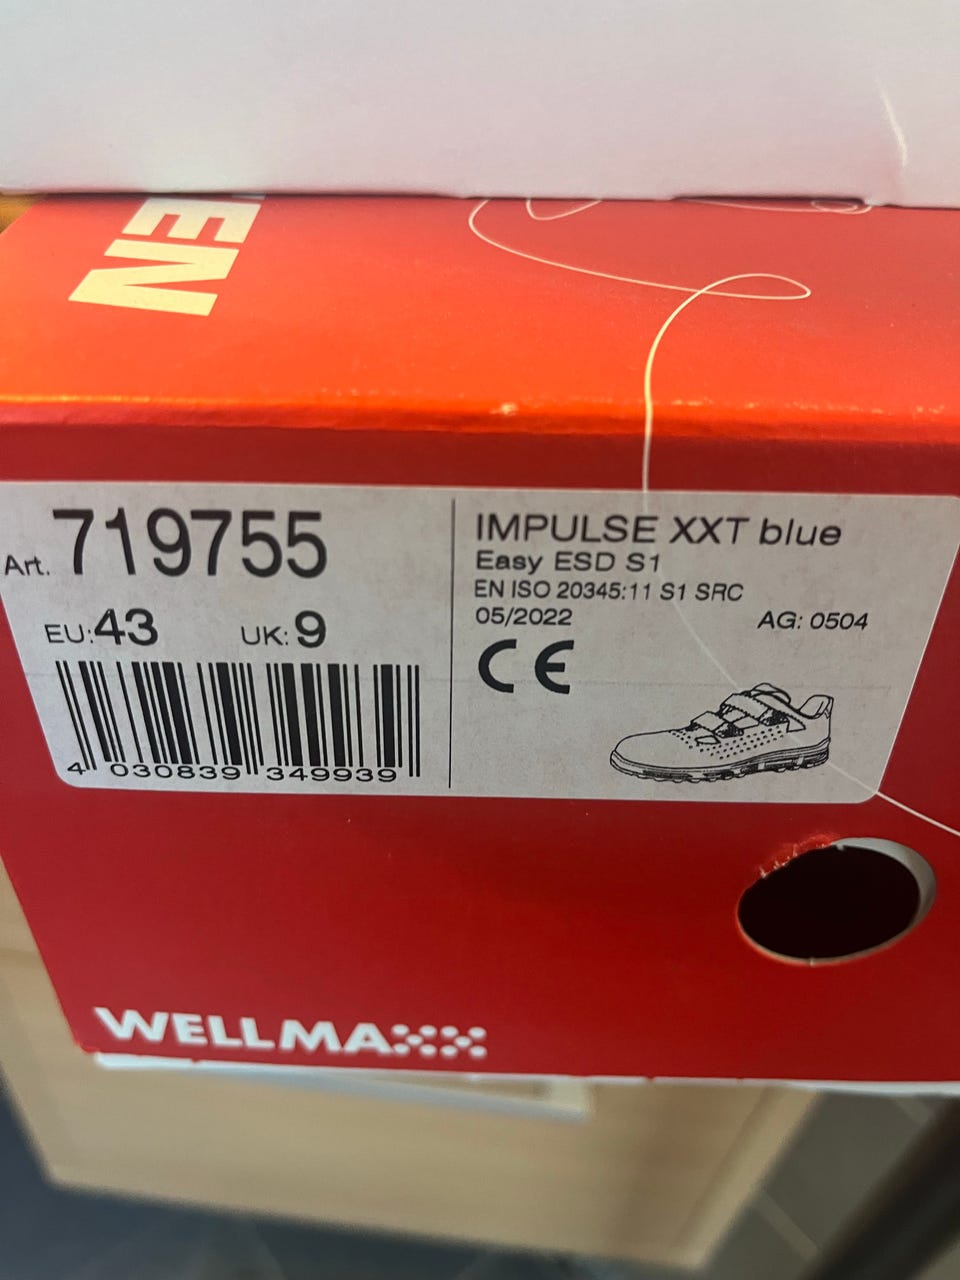 EN
Art. 719755
EU:43 UK: 9
4 030839 349939
IMPULSE XXT blue
Easy ESD S1
EN ISO 20345:11 S1 SRC
05/2022 AG: 0504
CE
WELLMAXX